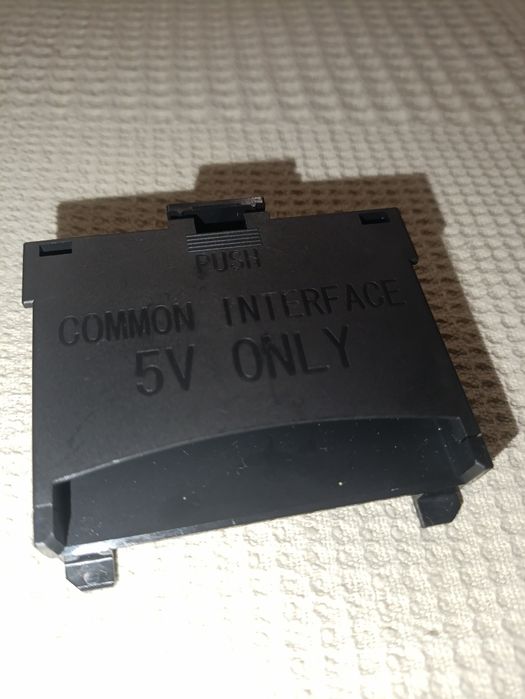 PUSH
COMMON INTERFACE
5V ONLY